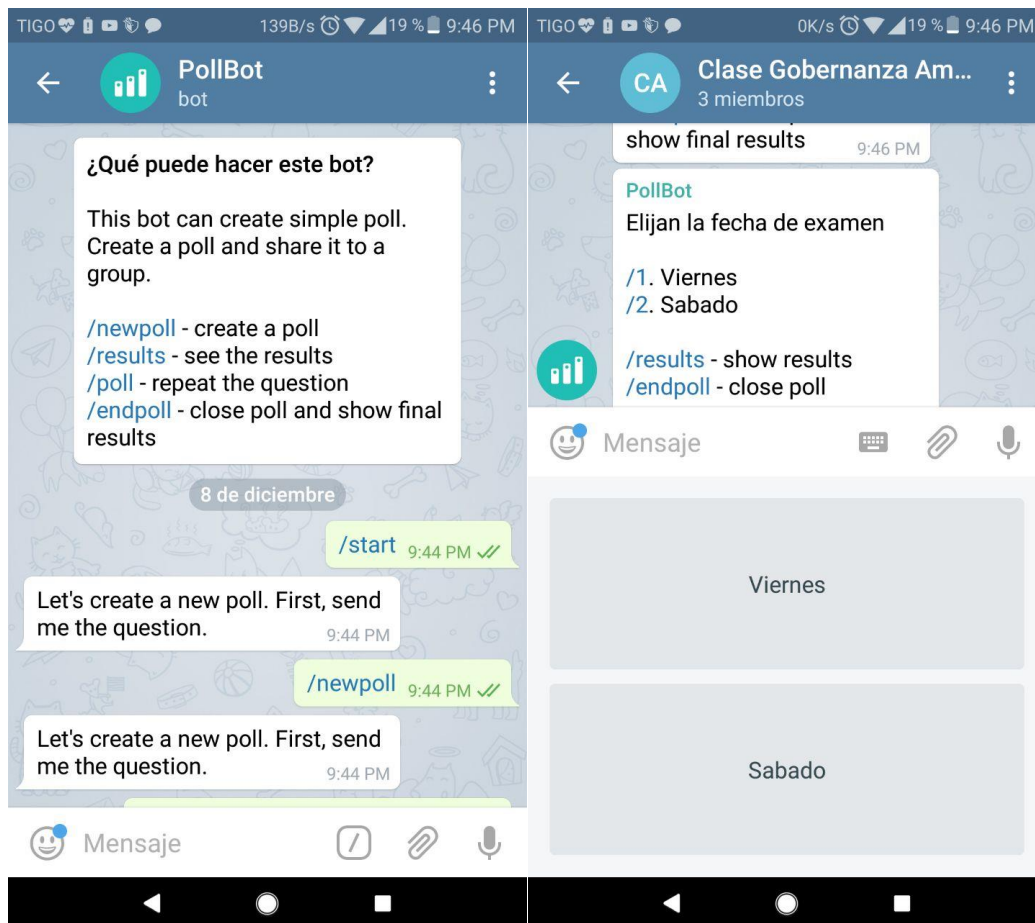 TIGO 139B/s 19 % 9:46 PM
PollBot
bot
¿Qué puede hacer este bot?
This bot can create simple poll.
Create a poll and share it to a
group.
/newpoll - create a poll
/results - see the results
/poll - repeat the question
/endpoll - close poll and show final
results
8 de diciembre
/start 9:44 PM
Let's create a new poll. First, send
me the question. 9:44 PM
/newpoll 9:44 PM
Let's create a new poll. First, send
me the question. 9:44 PM
Mensaje
TIGO 0K/s 19 % 9:46 PM
CA
Clase Gobernanza Am...
3 miembros
show final results 9:46 PM
PollBot
Elijan la fecha de examen
/1. Viernes
/2. Sabado
/results - show results
/endpoll - close poll
Mensaje
Viernes
Sabado